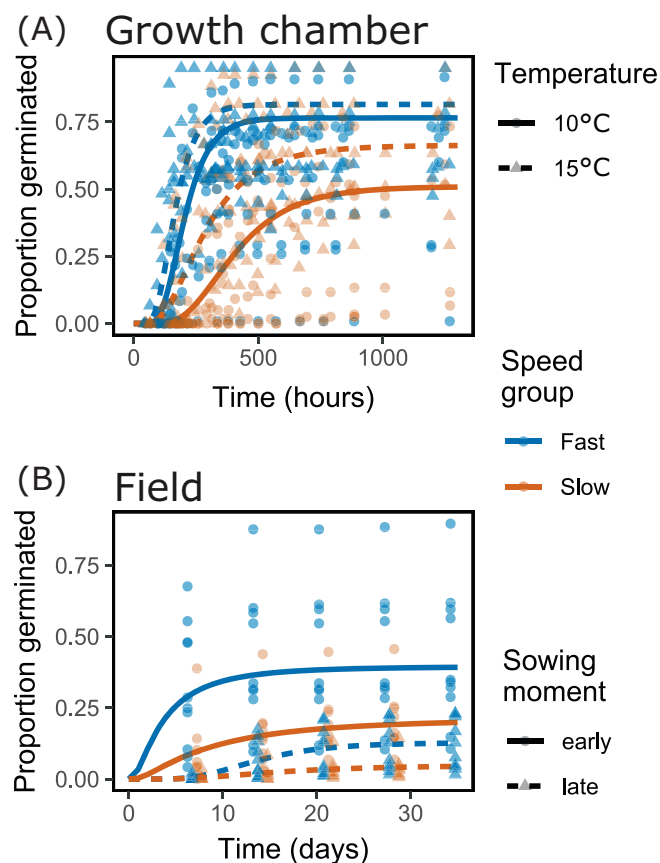 (A) Growth chamber
Proportion germinated
0.75
0.50
0.25
0.00
0
500
1000
Time (hours)
Temperature
10°C
15°C
Speed
group
Fast
Slow
(B) Field
Proportion germinated
0.75
0.50
0.25
0.00
0
10
20
30
Time (days)
Sowing
moment
early
late